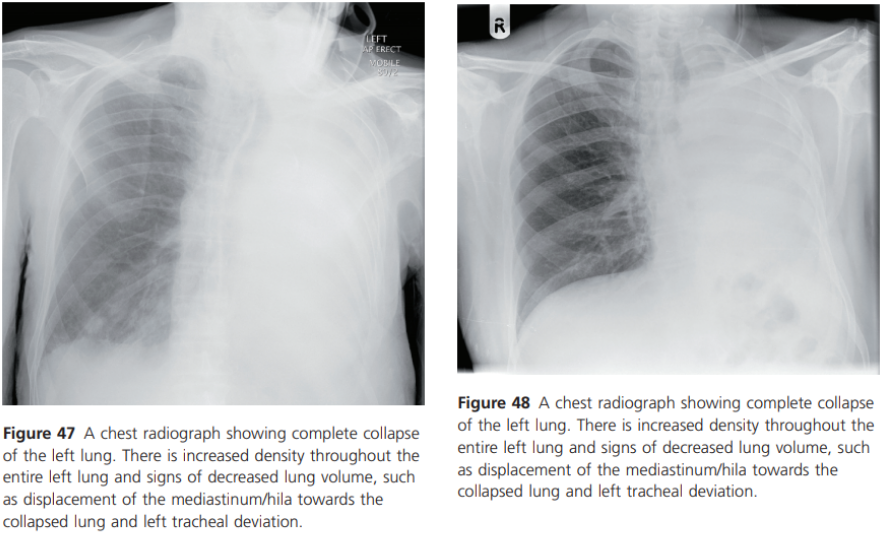 LEFT
AP ERECT
MOBILE
R
Figure 47 A chest radiograph showing complete collapse
of the left lung. There is increased density throughout the
entire left lung and signs of decreased lung volume, such
as displacement of the mediastinum/hila towards the
collapsed lung and left tracheal deviation.
Figure 48 A chest radiograph showing complete collapse
of the left lung. There is increased density throughout the
entire left lung and signs of decreased lung volume, such
as displacement of the mediastinum/hila towards the
collapsed lung and left tracheal deviation.